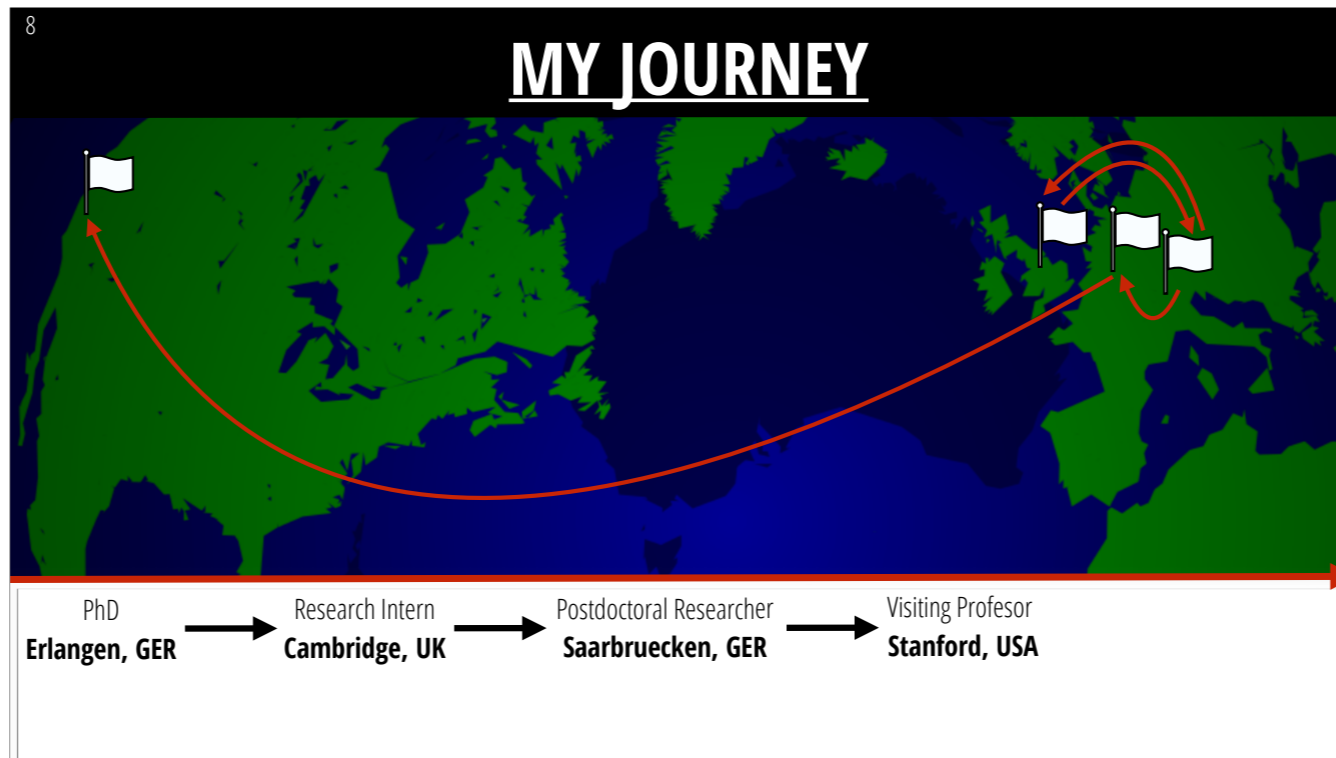 8
MY JOURNEY
PhD
Erlangen, GER
Research Intern
Cambridge, UK
Postdoctoral Researcher
Saarbruecken, GER
Visiting Profesor
Stanford, USA